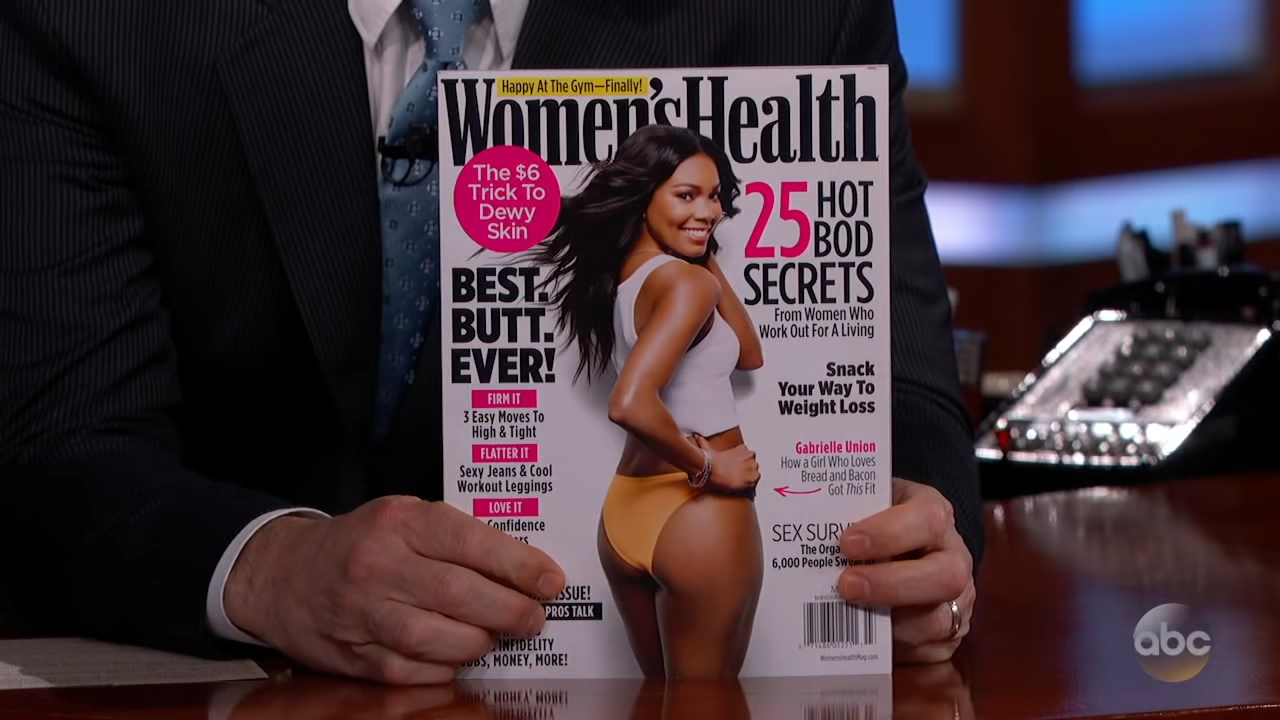 Happy At The Gym—Finally!
Women'sHealth
The $6
Trick To
Dewy
Skin
BEST.
BUTT.
EVER!
FIRM IT
3 Easy Moves To
High & Tight
FLATTER IT
Sexy Jeans & Cool
Workout Leggings
LOVE IT
Confidence
ISSUE!
PROS TALK
INFIDELITY
MONEY, MORE!
25 HOT
BOD
SECRETS
From Women Who
Work Out For A Living
Snack
Your Way To
Weight Loss
Gabrielle Union
How a Girl Who Loves
Bread and Bacon
Got This Fit
SEX SURV
The Orga
6,000 People Swear
WomensHealthMag.com
abc